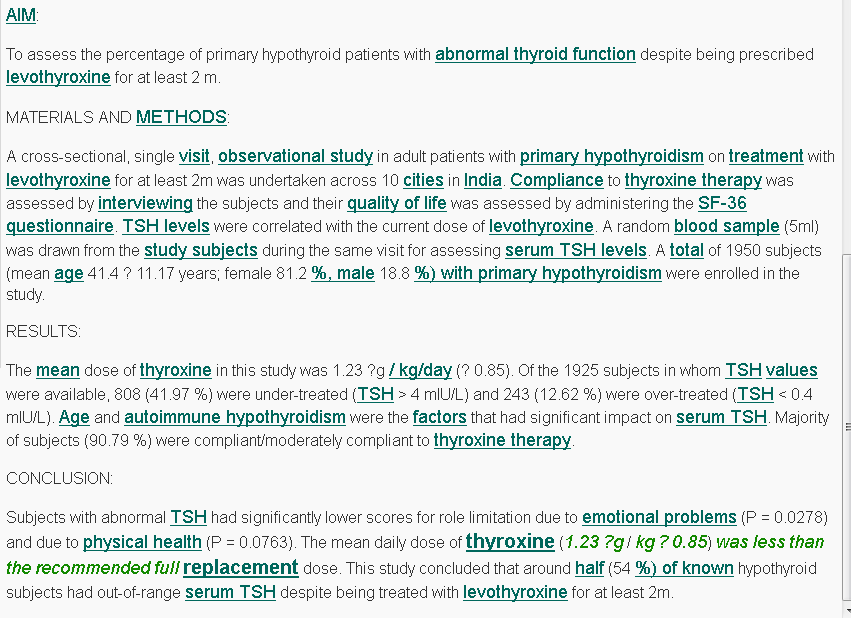 AIM:
To assess the percentage of primary hypothyroid patients with abnormal thyroid function despite being prescribed
levothyroxine for at least 2 m.
MATERIALS AND METHODS:
A cross-sectional, single visit, observational study in adult patients with primary hypothyroidism on treatment with
levothyroxine for at least 2m was undertaken across 10 cities in India. Compliance to thyroxine therapy was
assessed by interviewing the subjects and their quality of life was assessed by administering the SF-36
questionnaire. TSH levels were correlated with the current dose of levothyroxine. A random blood sample (5ml)
was drawn from the study subjects during the same visit for assessing serum TSH levels. A total of 1950 subjects
(mean age 41.4 ? 11.17 years; female 81.2 %, male 18.8 %) with primary hypothyroidism were enrolled in the
study.
RESULTS:
The mean dose of thyroxine in this study was 1.23 ?g / kg/day (? 0.85). Of the 1925 subjects in whom TSH values
were available, 808 (41.97 %) were under-treated (TSH > 4 mIU/L) and 243 (12.62 %) were over-treated (TSH < 0.4
mIU/L). Age and autoimmune hypothyroidism were the factors that had significant impact on serum TSH. Majority
of subjects (90.79 %) were compliant/moderately compliant to thyroxine therapy.
CONCLUSION:
Subjects with abnormal TSH had significantly lower scores for role limitation due to emotional problems (P = 0.0278)
and due to physical health (P = 0.0763). The mean daily dose of thyroxine (1.23 ?g / kg ? 0.85) was less than
the recommended full replacement dose. This study concluded that around half (54 %) of known hypothyroid
subjects had out-of-range serum TSH despite being treated with levothyroxine for at least 2m.